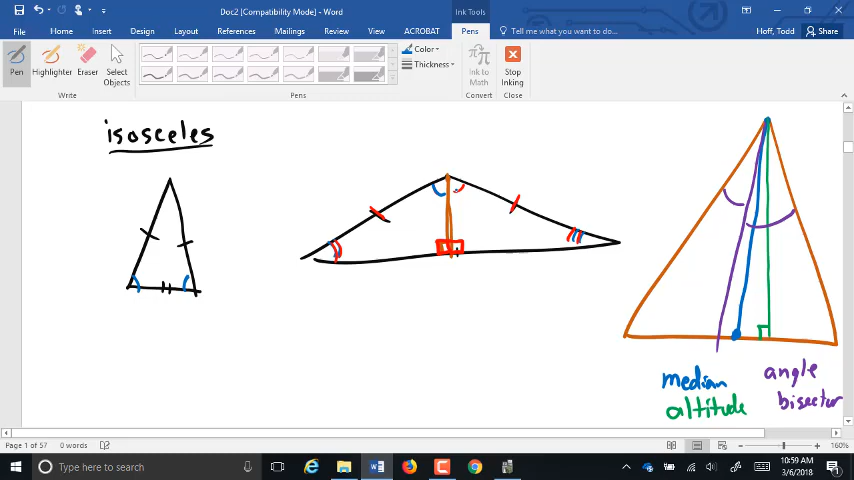 Doc2 [Compatibility Mode] - Word
Ink Tools
Hoff, Todd
Share
File
Home
Insert
Design
Layout
References
Mailings
Review
View
ACROBAT
Pens
Tell me what you want to do...
Pen
Highlighter
Eraser
Select
Objects
Color
Thickness
Ink to
Math
Stop
Inking
Write
Pens
Convert
Close
isosceles
median
altitude
angle
bisector
Page 1 of 57
0 words
160%
Type here to search
10:59 AM
3/6/2018
1